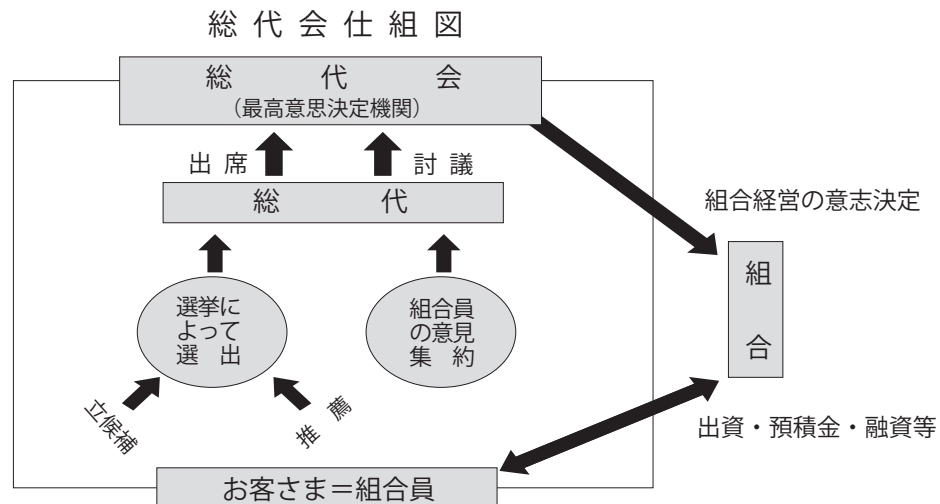 総代会仕組図
総代会
（最高意思決定機関）
出席
討議
総代
組合経営の意志決定
組合
選挙に
よって
選出
組合員
の意見
集約
立候補
推薦
出資・預積金・融資等
お客さま＝組合員